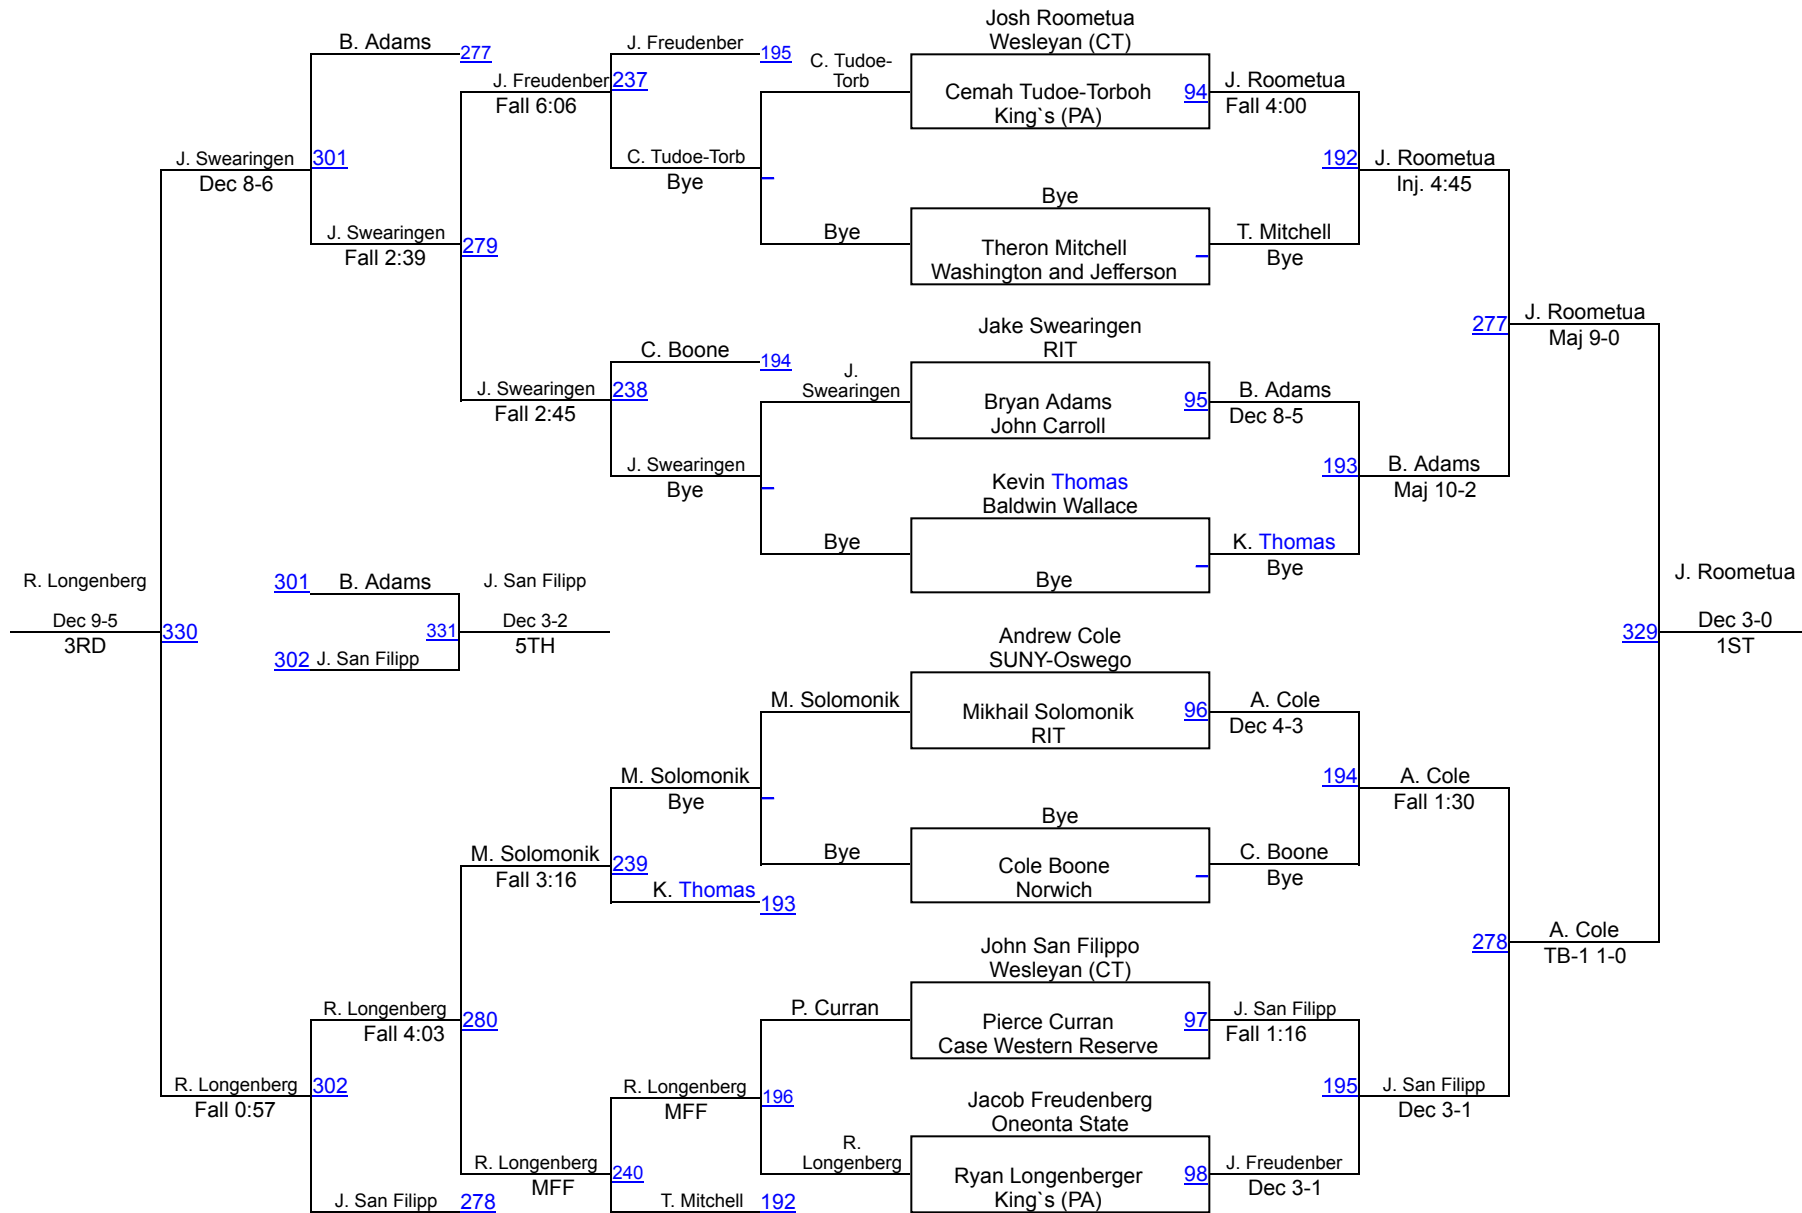 Josh Roometua
Wesleyan (CT)
B. Adams
277
J. Freudenber
195
C. Tudoe-
Torb
J. Freudenber
237
Fall 6:06
Cemah Tudoe-Torboh
King`s (PA)
94
J. Roometua
Fall 4:00
J. Swearingen
301
Dec 8-6
C. Tudoe-Torb
Bye
192
J. Roometua
Inj. 4:45
Bye
J. Swearingen
279
Fall 2:39
Bye
Theron Mitchell
Washington and Jefferson
T. Mitchell
Bye
Jake Swearingen
RIT
277
J. Roometua
Maj 9-0
C. Boone
194
J. Swearingen
238
Fall 2:45
J.
Swearingen
Bryan Adams
John Carroll
95
B. Adams
Dec 8-5
J. Swearingen
Bye
193
B. Adams
Maj 10-2
Kevin Thomas
Baldwin Wallace
Bye
K. Thomas
Bye
Bye
R. Longenberg
Dec 9-5
3RD
330
301
B. Adams
J. San Filipp
331
Dec 3-2
5TH
302
J. San Filipp
J. Roometua
329
Dec 3-0
1ST
Andrew Cole
SUNY-Oswego
M. Solomonik
Mikhail Solomonik
RIT
96
A. Cole
Dec 4-3
M. Solomonik
Bye
194
A. Cole
Fall 1:30
Bye
M. Solomonik
239
Fall 3:16
Bye
Cole Boone
Norwich
C. Boone
Bye
K. Thomas
193
278
A. Cole
TB-1 1-0
John San Filippo
Wesleyan (CT)
R. Longenberg
280
Fall 4:03
P. Curran
Pierce Curran
Case Western Reserve
97
J. San Filipp
Fall 1:16
R. Longenberg
302
Fall 0:57
R. Longenberg
196
MFF
195
J. San Filipp
Dec 3-1
Jacob Freudenberg
Oneonta State
R. Longenberg
240
MFF
R.
Longenberg
Ryan Longenberger
King`s (PA)
98
J. Freudenber
Dec 3-1
J. San Filipp
278
T. Mitchell
192